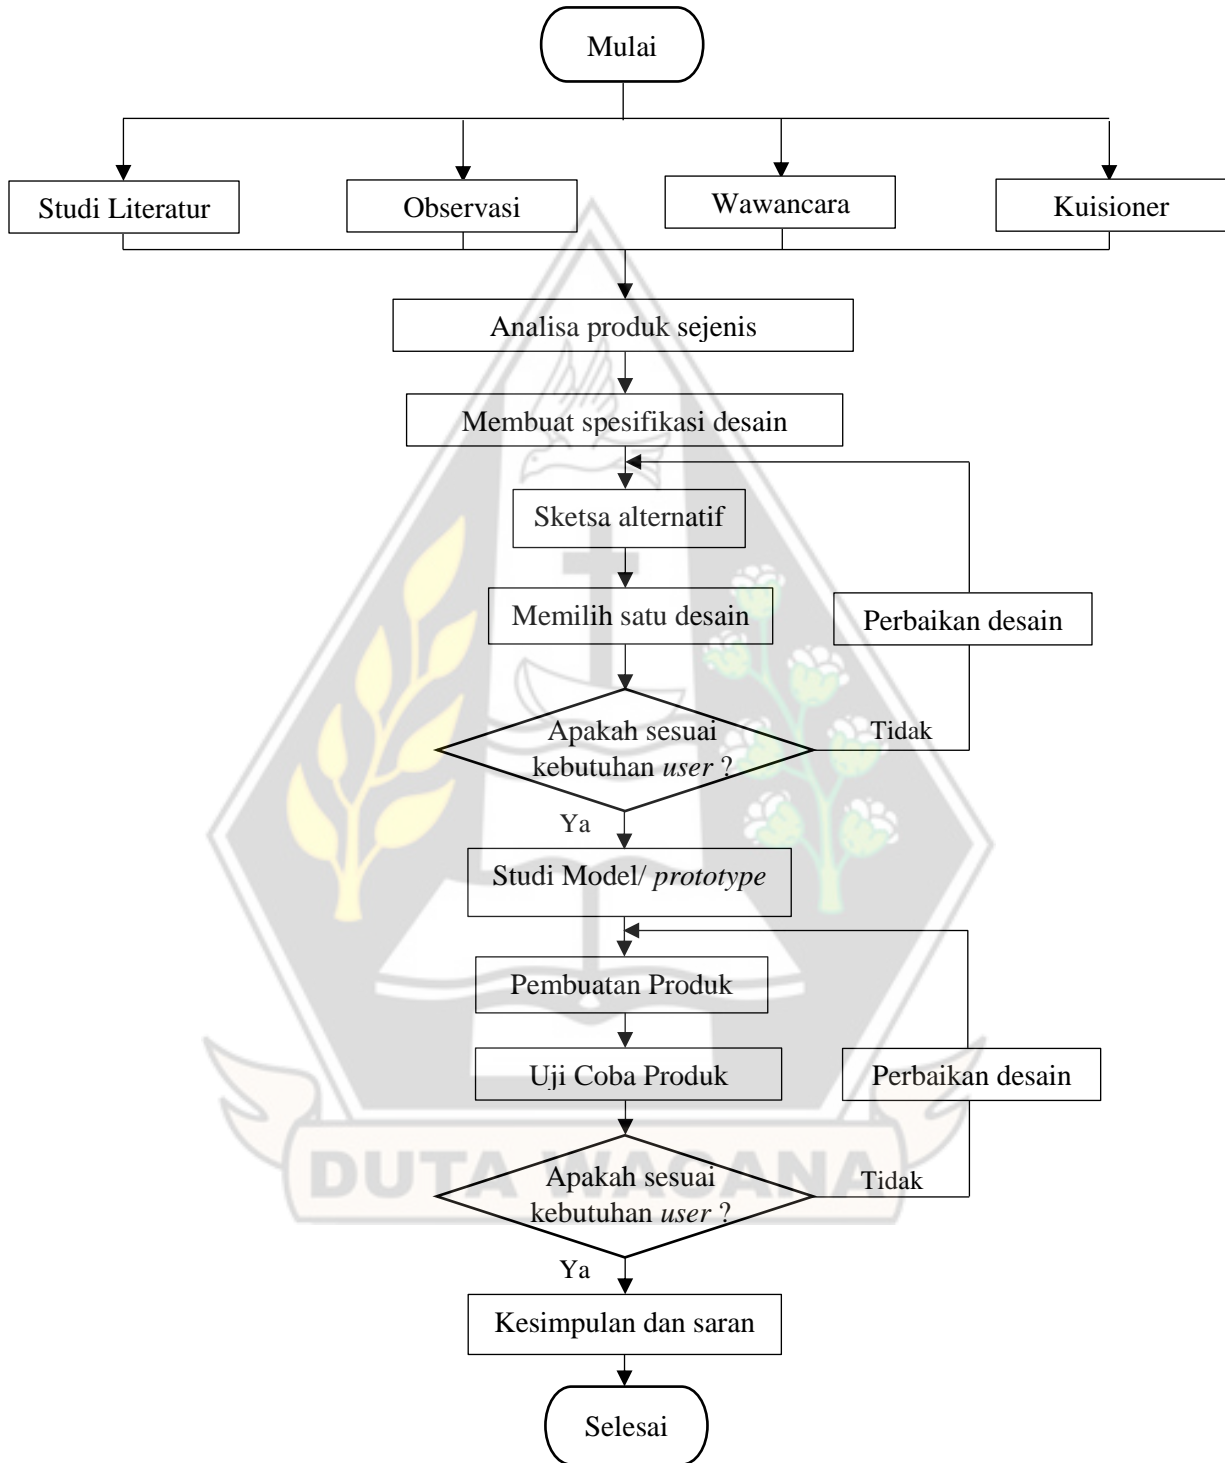 Mulai
Studi Literatur
Observasi
Wawancara
Kuisioner
Analisa produk sejenis
Membuat spesifikasi desain
Sketsa alternatif
Memilih satu desain
Perbaikan desain
Apakah sesuai
kebutuhan user ?
Tidak
Ya
Studi Model/ prototype
Pembuatan Produk
Uji Coba Produk
Perbaikan desain
DUTA WACANA
Apakah sesuai
kebutuhan user ?
Tidak
Ya
Kesimpulan dan saran
Selesai